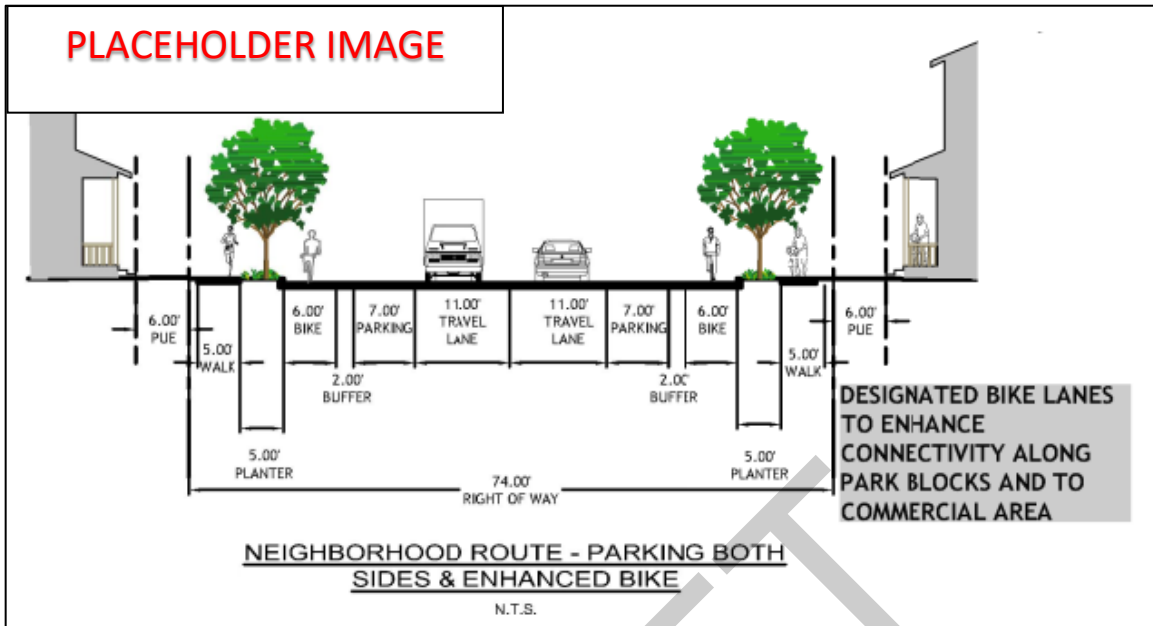 PLACEHOLDER IMAGE
6.00'
PUE
5.00'
WALK
5.00'
PLANTER
6.00'
BIKE
2.00'
BUFFER
7.00'
PARKING
11.00'
TRAVEL
LANE
11.00'
TRAVEL
LANE
7.00'
PARKING
2.00'
BUFFER
6.00'
BIKE
5.00'
PLANTER
5.00'
WALK
6.00'
PUE
74.00'
RIGHT OF WAY
DESIGNATED BIKE LANES
TO ENHANCE
CONNECTIVITY ALONG
PARK BLOCKS AND TO
COMMERCIAL AREA
NEIGHBORHOOD ROUTE - PARKING BOTH
SIDES & ENHANCED BIKE
N.T.S.